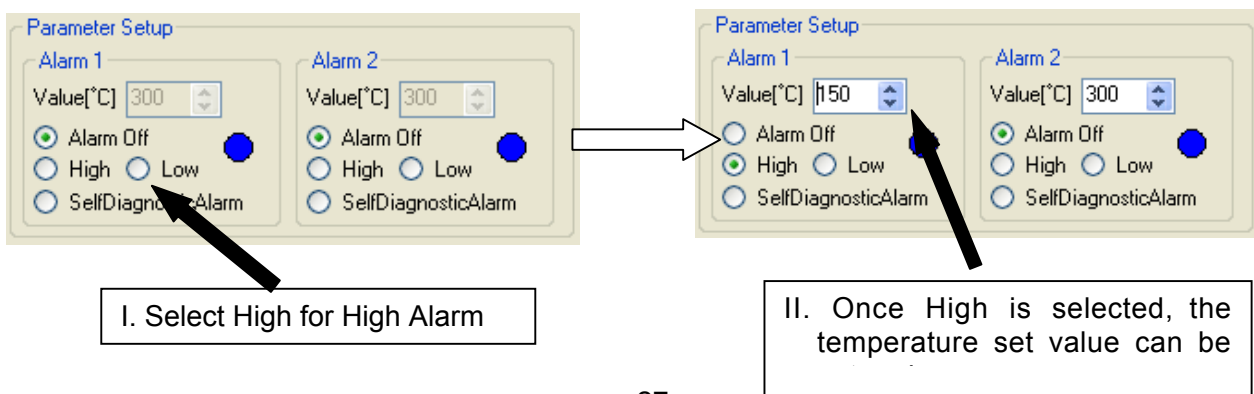 Parameter Setup
Alarm 1
Value[°C] 300
Alarm Off
High Low
SelfDiagnosticAlarm
Alarm 2
Value[°C] 300
Alarm Off
High Low
SelfDiagnosticAlarm
I. Select High for High Alarm
Parameter Setup
Alarm 1
Value[°C] 150
Alarm Off
High Low
SelfDiagnosticAlarm
Alarm 2
Value[°C] 300
Alarm Off
High Low
SelfDiagnosticAlarm
II. Once High is selected, the
temperature set value can be